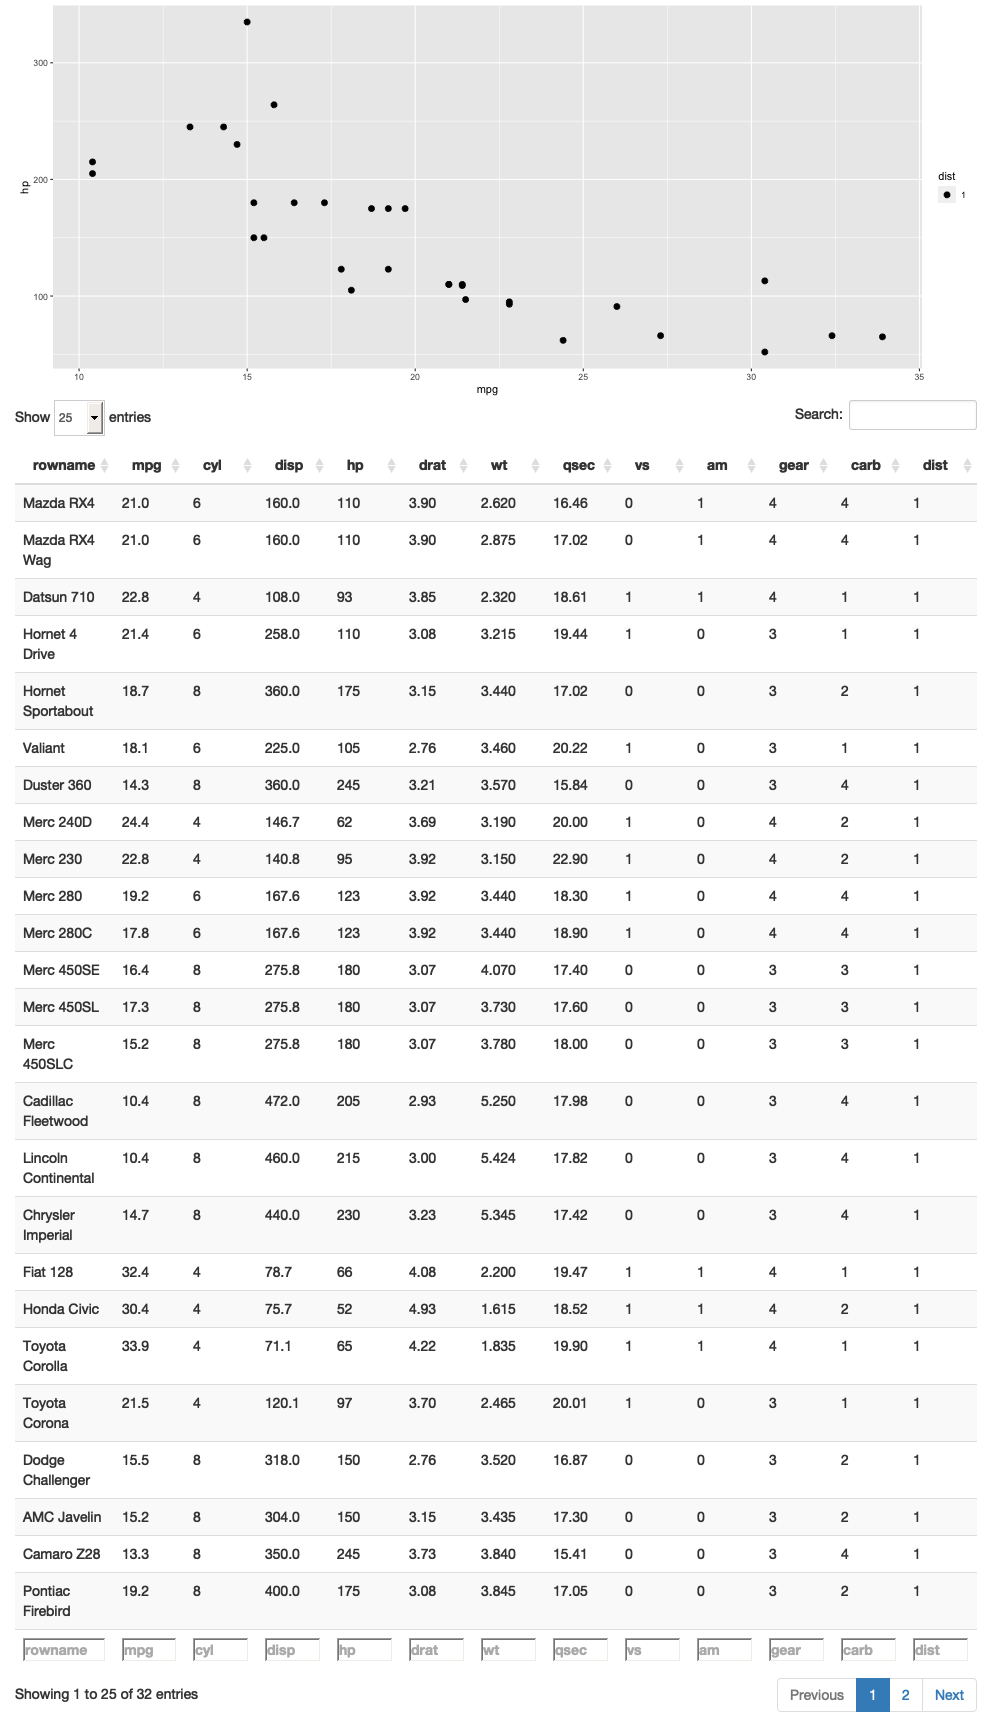 300
200
100
hp
dist
1
10 15 20 25 30 35
mpg
Show 25 entries
Search:
rowname mpg cyl disp hp drat wt qsec vs am gear carb dist
Mazda RX4 21.0 6 160.0 110 3.90 2.620 16.46 0 1 4 4 1
Mazda RX4 21.0 6 160.0 110 3.90 2.875 17.02 0 1 4 4 1
Wag
Datsun 710 22.8 4 108.0 93 3.85 2.320 18.61 1 1 4 1 1
Hornet 4 21.4 6 258.0 110 3.08 3.215 19.44 1 0 3 1 1
Drive
Hornet 18.7 8 360.0 175 3.15 3.440 17.02 0 0 3 2 1
Sportabout
Valiant 18.1 6 225.0 105 2.76 3.460 20.22 1 0 3 1 1
Duster 360 14.3 8 360.0 245 3.21 3.570 15.84 0 0 3 4 1
Merc 240D 24.4 4 146.7 62 3.69 3.190 20.00 1 0 4 2 1
Merc 230 22.8 4 140.8 95 3.92 3.150 22.90 1 0 4 2 1
Merc 280 19.2 6 167.6 123 3.92 3.440 18.30 1 0 4 4 1
Merc 280C 17.8 6 167.6 123 3.92 3.440 18.90 1 0 4 4 1
Merc 450SE 16.4 8 275.8 180 3.07 4.070 17.40 0 0 3 3 1
Merc 450SL 17.3 8 275.8 180 3.07 3.730 17.60 0 0 3 3 1
Merc 15.2 8 275.8 180 3.07 3.780 18.00 0 0 3 3 1
450SLC
Cadillac 10.4 8 472.0 205 2.93 5.250 17.98 0 0 3 4 1
Fleetwood
Lincoln 10.4 8 460.0 215 3.00 5.424 17.82 0 0 3 4 1
Continental
Chrysler 14.7 8 440.0 230 3.23 5.345 17.42 0 0 3 4 1
Imperial
Fiat 128 32.4 4 78.7 66 4.08 2.200 19.47 1 1 4 1 1
Honda Civic 30.4 4 75.7 52 4.93 1.615 18.52 1 1 4 2 1
Toyota 33.9 4 71.1 65 4.22 1.835 19.90 1 1 4 1 1
Corolla
Toyota 21.5 4 120.1 97 3.70 2.465 20.01 1 0 3 1 1
Corona
Dodge 15.5 8 318.0 150 2.76 3.520 16.87 0 0 3 2 1
Challenger
AMC Javelin 15.2 8 304.0 150 3.15 3.435 17.30 0 0 3 2 1
Camaro Z28 13.3 8 350.0 245 3.73 3.840 15.41 0 0 3 4 1
Pontiac 19.2 8 400.0 175 3.08 3.845 17.05 0 0 3 2 1
Firebird
rowname mpg cyl disp hp drat wt qsec vs am gear carb dist
Showing 1 to 25 of 32 entries
Previous 1 2 Next